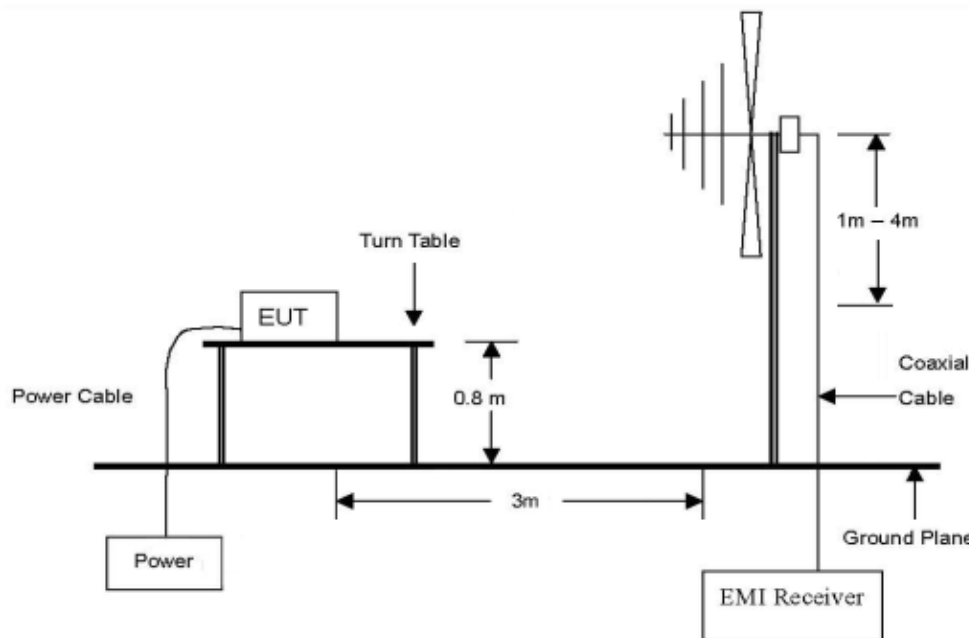 1m – 4m
Turn Table
EUT
Coaxial
Cable
Power Cable
0.8 m
3m
Ground Plane
Power
EMI Receiver